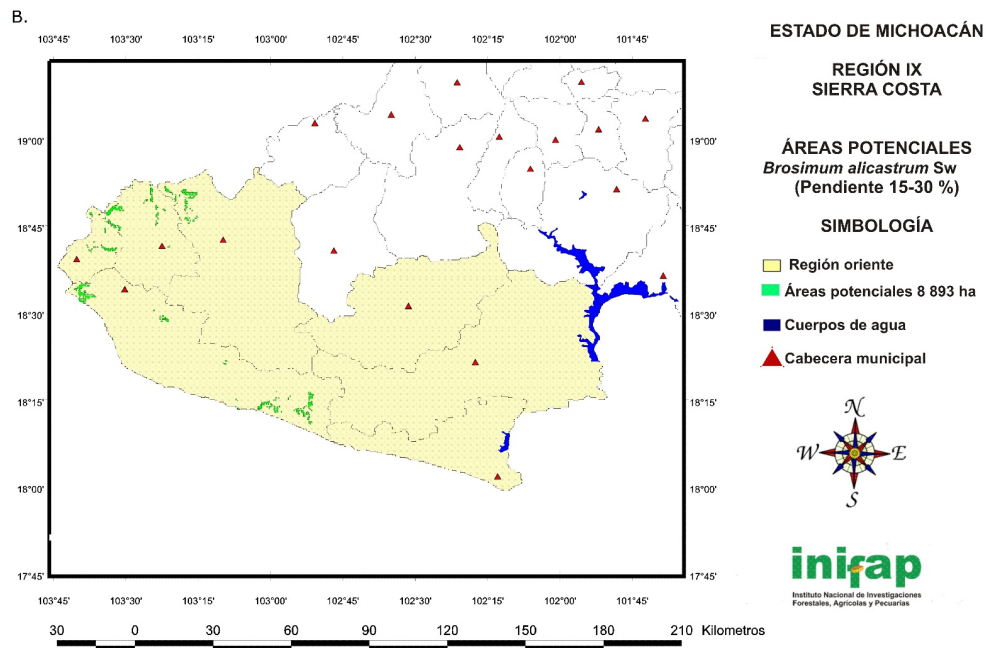 B.
103°45' 103°30' 103°15' 103°00' 102°45' 102°30' 102°15' 102°00' 101°45'
19°00' 19°00'
18°45' 18°45'
18°30' 18°30'
18°15' 18°15'
18°00' 18°00'
17°45' 17°45'
103°45' 103°30' 103°15' 103°00' 102°45' 102°30' 102°15' 102°00' 101°45'
30 0 30 60 90 120 150 180 210 Kilometros
ESTADO DE MICHOACÁN
REGIÓN IX
SIERRA COSTA
ÁREAS POTENCIALES
Brosimum alicastrum Sw
(Pendiente 15-30 %)
SIMBOLOGÍA
Región oriente
Áreas potenciales 8 893 ha
Cuerpos de agua
Cabecera municipal
N
W E
S
inifap
Instituto Nacional de Investigaciones
Forestales, Agrícolas y Pecuarias